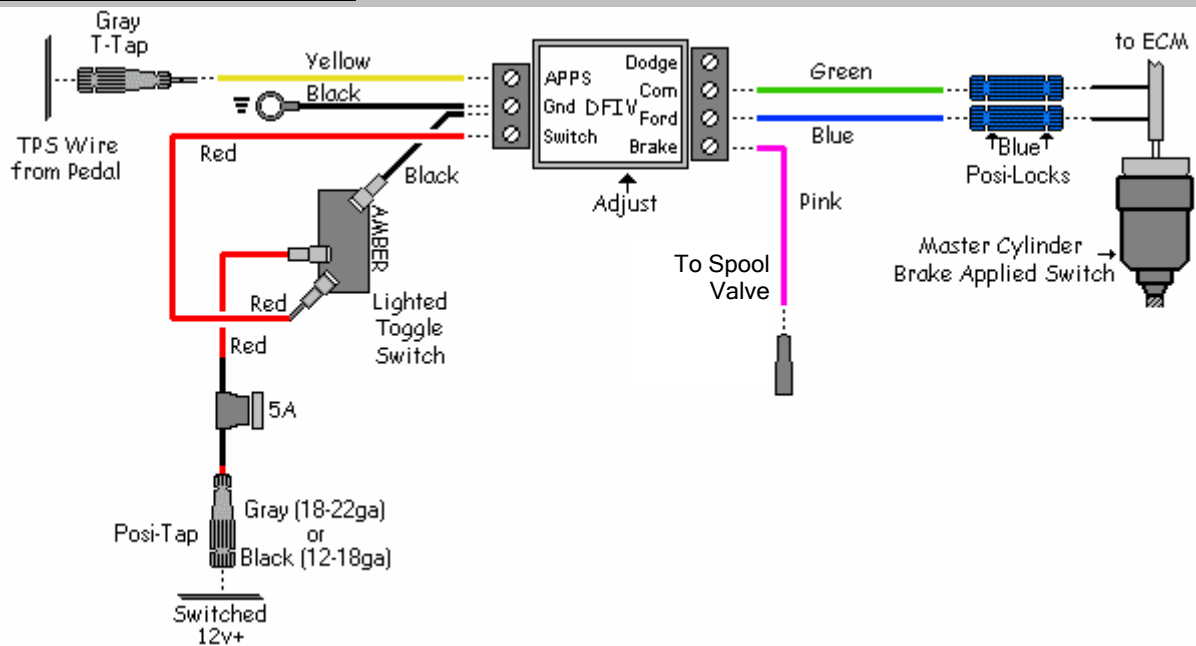 Gray
T-Tap
Yellow
Black
TPS Wire
from Pedal
Red
Black
APPS
Gnd DFIV
Switch
Dodge
Com
Ford
Brake
Adjust
Green
Blue
Pink
to ECM
Blue
Posi-Locks
Master Cylinder
Brake Applied Switch
To Spool
Valve
AMBER
Red
Lighted
Toggle
Switch
Red
5A
Posi-Tap
Gray (18-22ga)
or
Black (12-18ga)
Switched
12v+